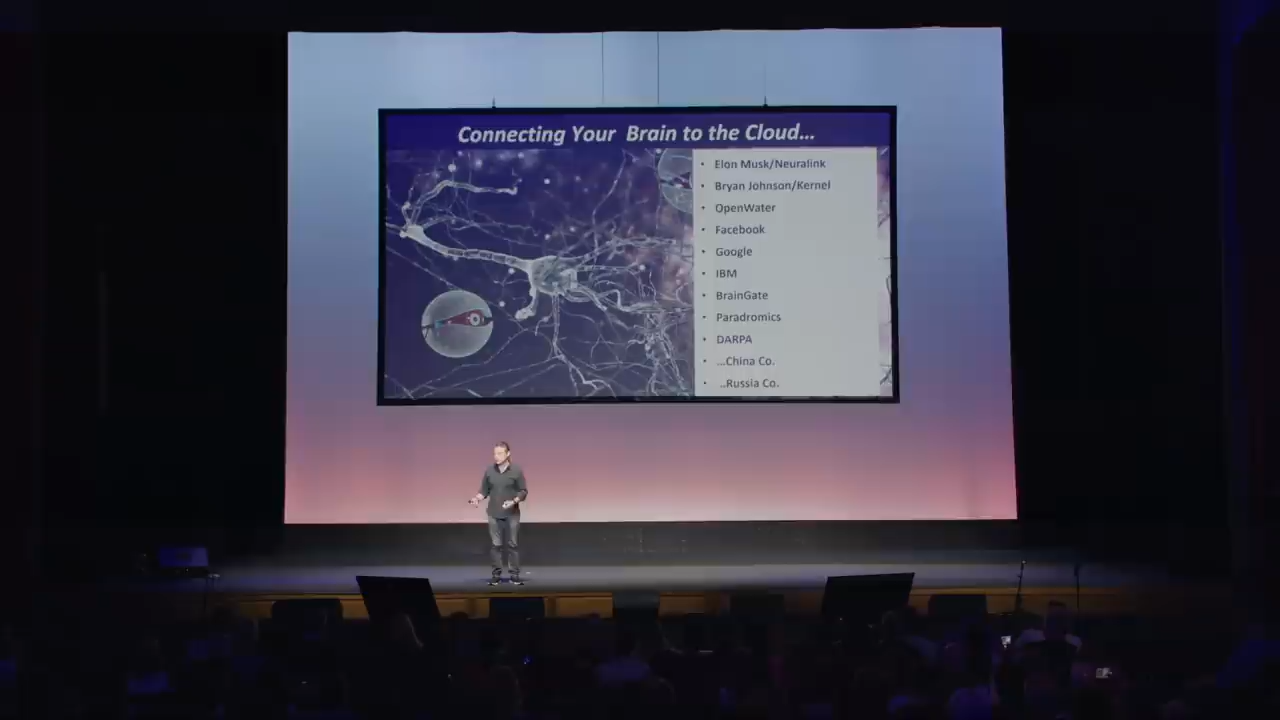 Connecting Your Brain to the Cloud...
• Elon Musk/Neuralink
• Bryan Johnson/Kernel
• OpenWater
• Facebook
• Google
• IBM
• BrainGate
• Paradromics
• DARPA
• ...China Co.
• ..Russia Co.